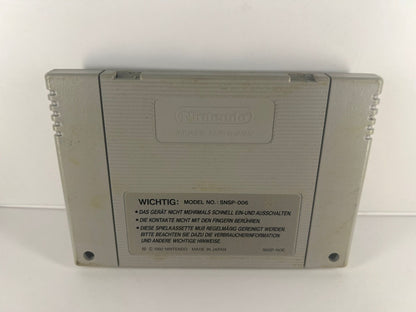 Nintendo
WICHTIG: MODEL NO.: SNSP-006
• DAS GERÄT NICHT MEHRMALS SCHNELL EIN-UND AUSSCHALTEN.
• DIE KONTAKTE NICHT MIT DEN FINGERN BERÜHREN.
• DIESE SPIELKASSETTE MUß REGELMÄßIG GEREINIGT WERDEN.
BITTE BEACHTEN SIE DAZU DIE VERBRAUCHERINFORMATION
UND ANDERE WICHTIGE HINWEISE.
NINTENDO MADE IN JAPAN